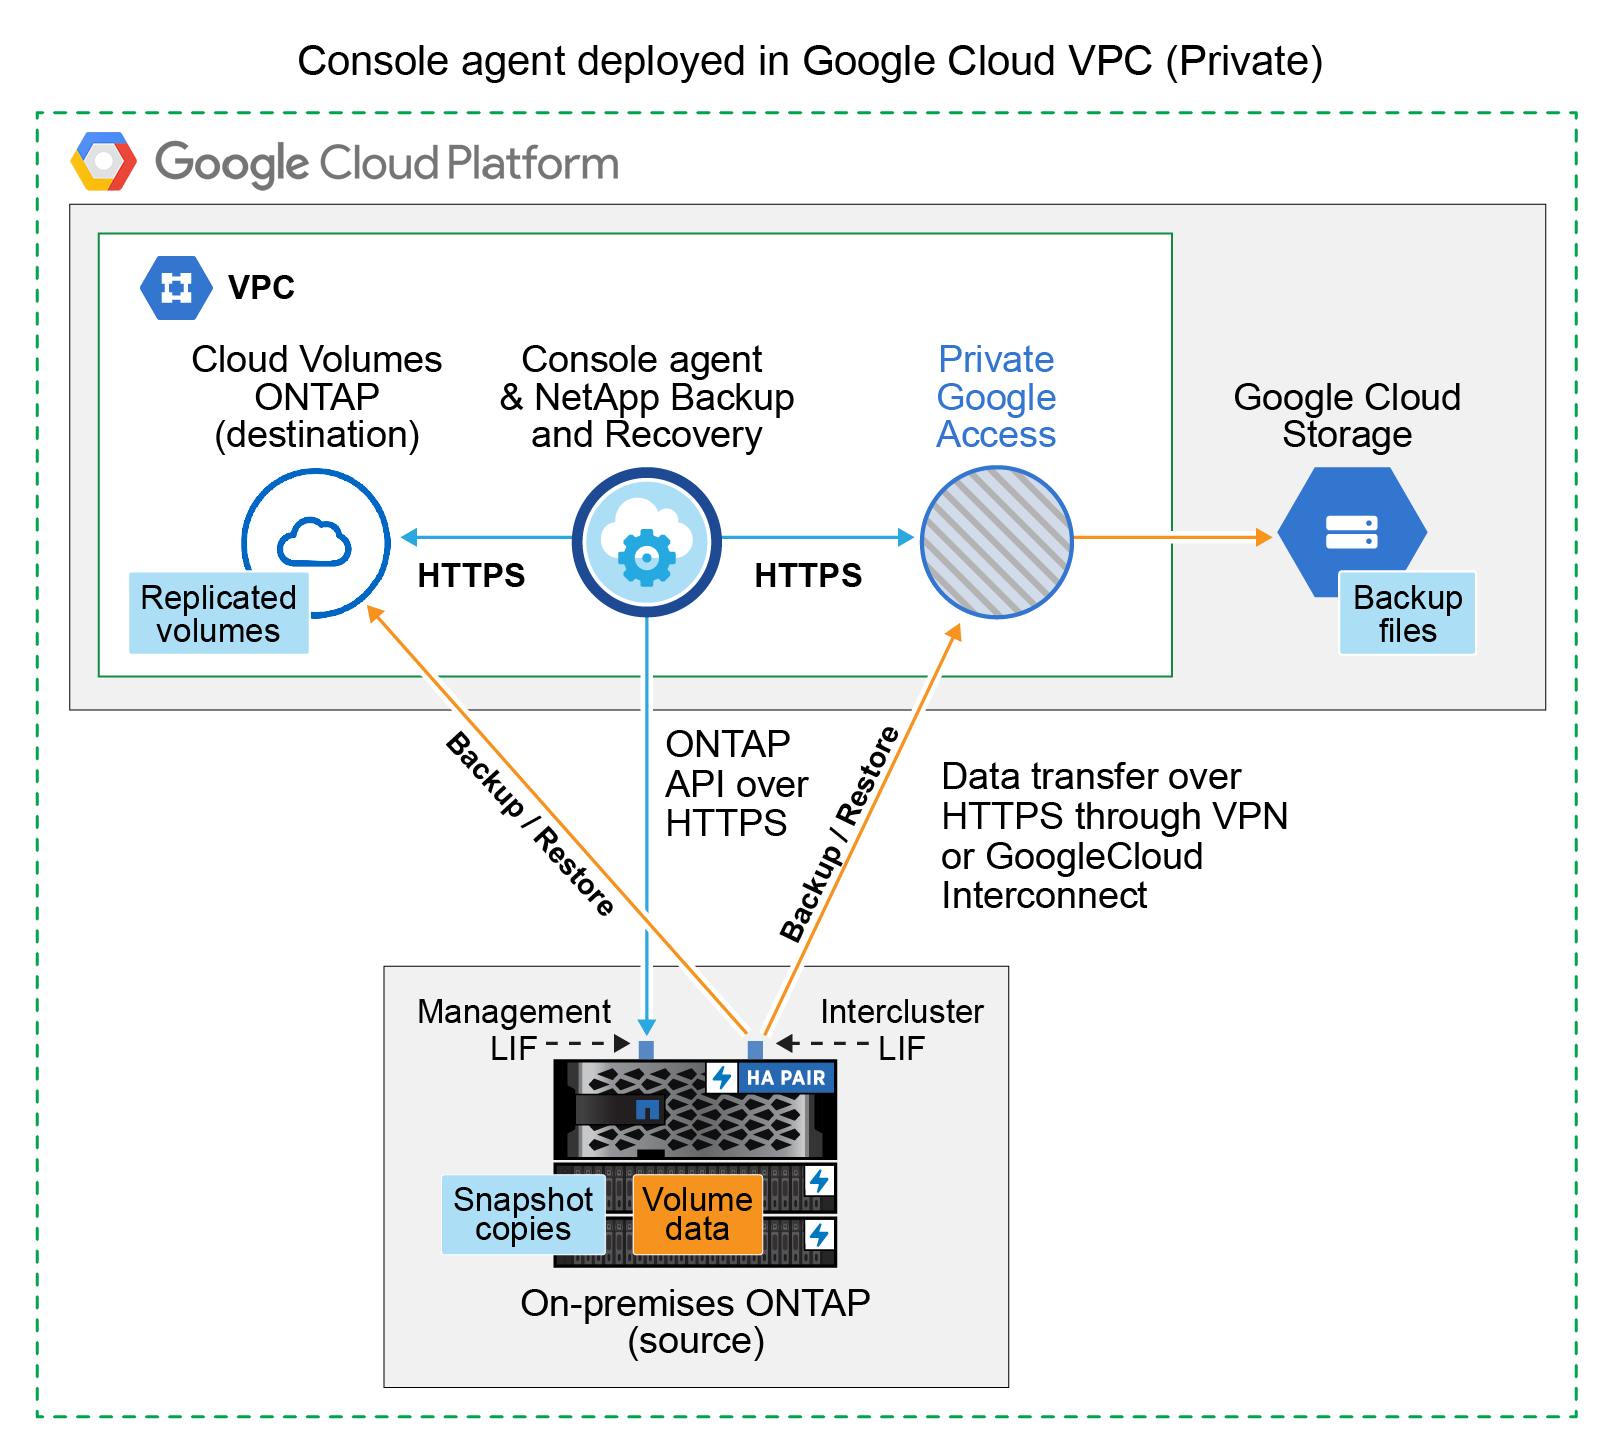 Console agent deployed in Google Cloud VPC (Private)
Google Cloud Platform
VPC
Cloud Volumes
ONTAP
(destination)
Console agent
& NetApp Backup
and Recovery
Private
Google
Access
Google Cloud
Storage
HTTPS
HTTPS
Replicated
volumes
Backup
files
Backup / Restore
ONTAP
API over
HTTPS
Backup / Restore
Data transfer over
HTTPS through VPN
or GoogleCloud
Interconnect
Management
LIF
Intercluster
LIF
HA PAIR
Snapshot
copies
Volume
data
On-premises ONTAP
(source)